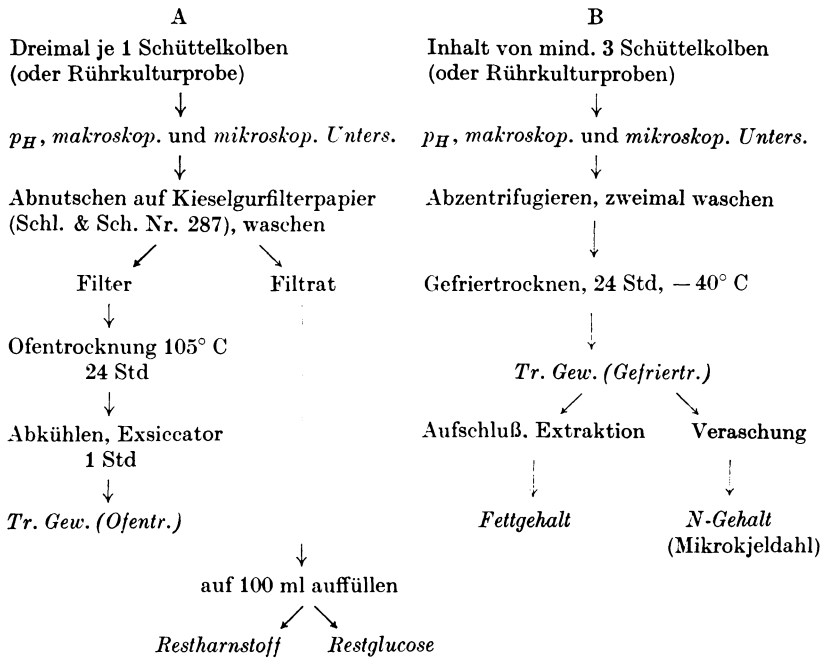 A
Dreimal je 1 Schüttelkolben
(oder Rührkulturprobe)
pH, makroskop. und mikroskop. Unters.
Abnutschen auf Kieselgurfilterpapier
(Schl. & Sch. Nr. 287), waschen
Filter
Filtrat
Ofentrocknung 105° C
24 Std
Abkühlen, Exsiccator
1 Std
Tr. Gew. (Ofentr.)
auf 100 ml auffüllen
Restharnstoff
Restglucose
B
Inhalt von mind. 3 Schüttelkolben
(oder Rührkulturproben)
pH, makroskop. und mikroskop. Unters.
Abzentrifugieren, zweimal waschen
Gefriertrocknen, 24 Std, — 40° C
Tr. Gew. (Gefriertr.)
Aufschluß. Extraktion
Veraschung
Fettgehalt
N-Gehalt
(Mikrokjeldahl)